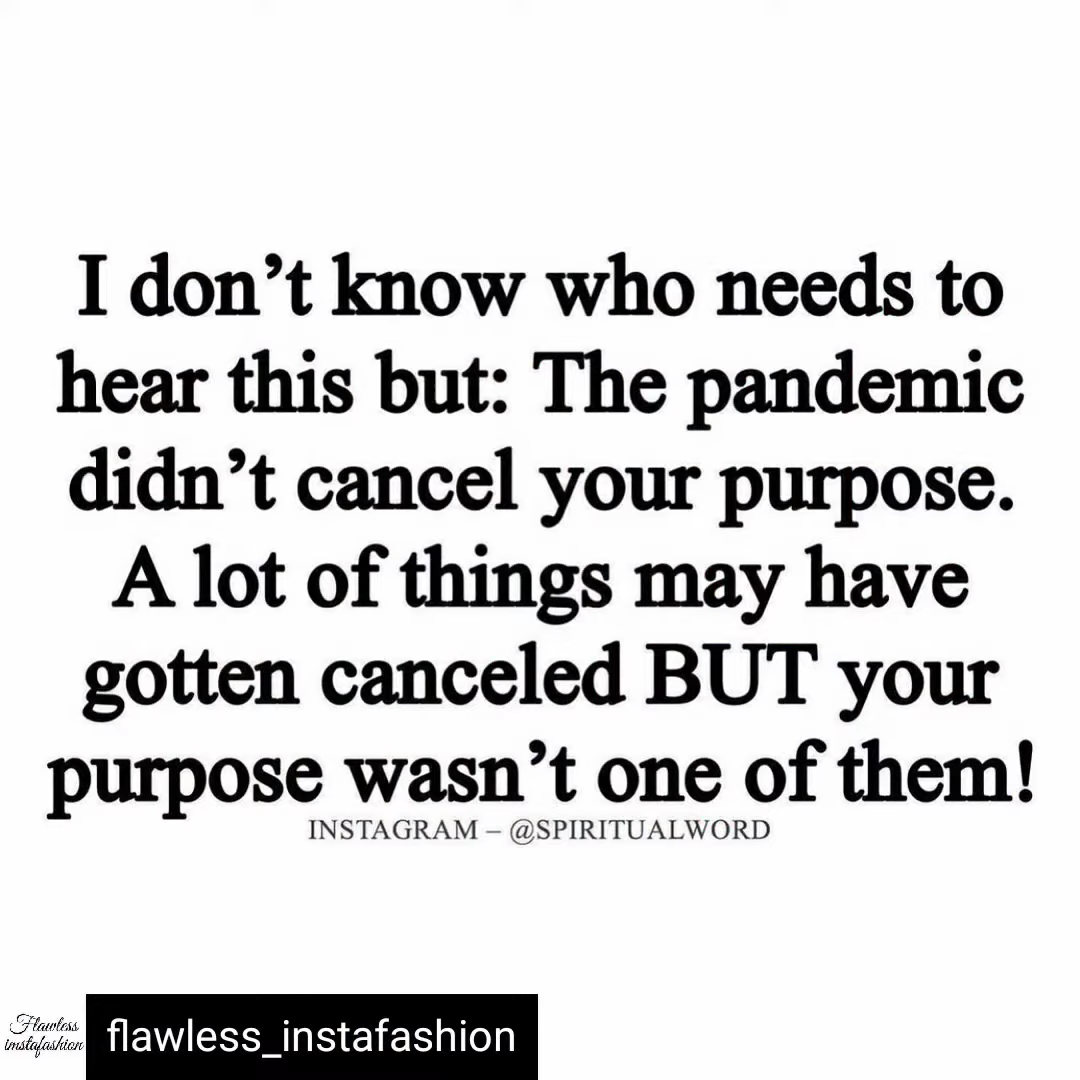 I don’t know who needs to
hear this but: The pandemic
didn’t cancel your purpose.
A lot of things may have
gotten canceled BUT your
purpose wasn’t one of them!
INSTAGRAM – @SPIRITUALWORD
Flawless
instafashion
flawless_instafashion